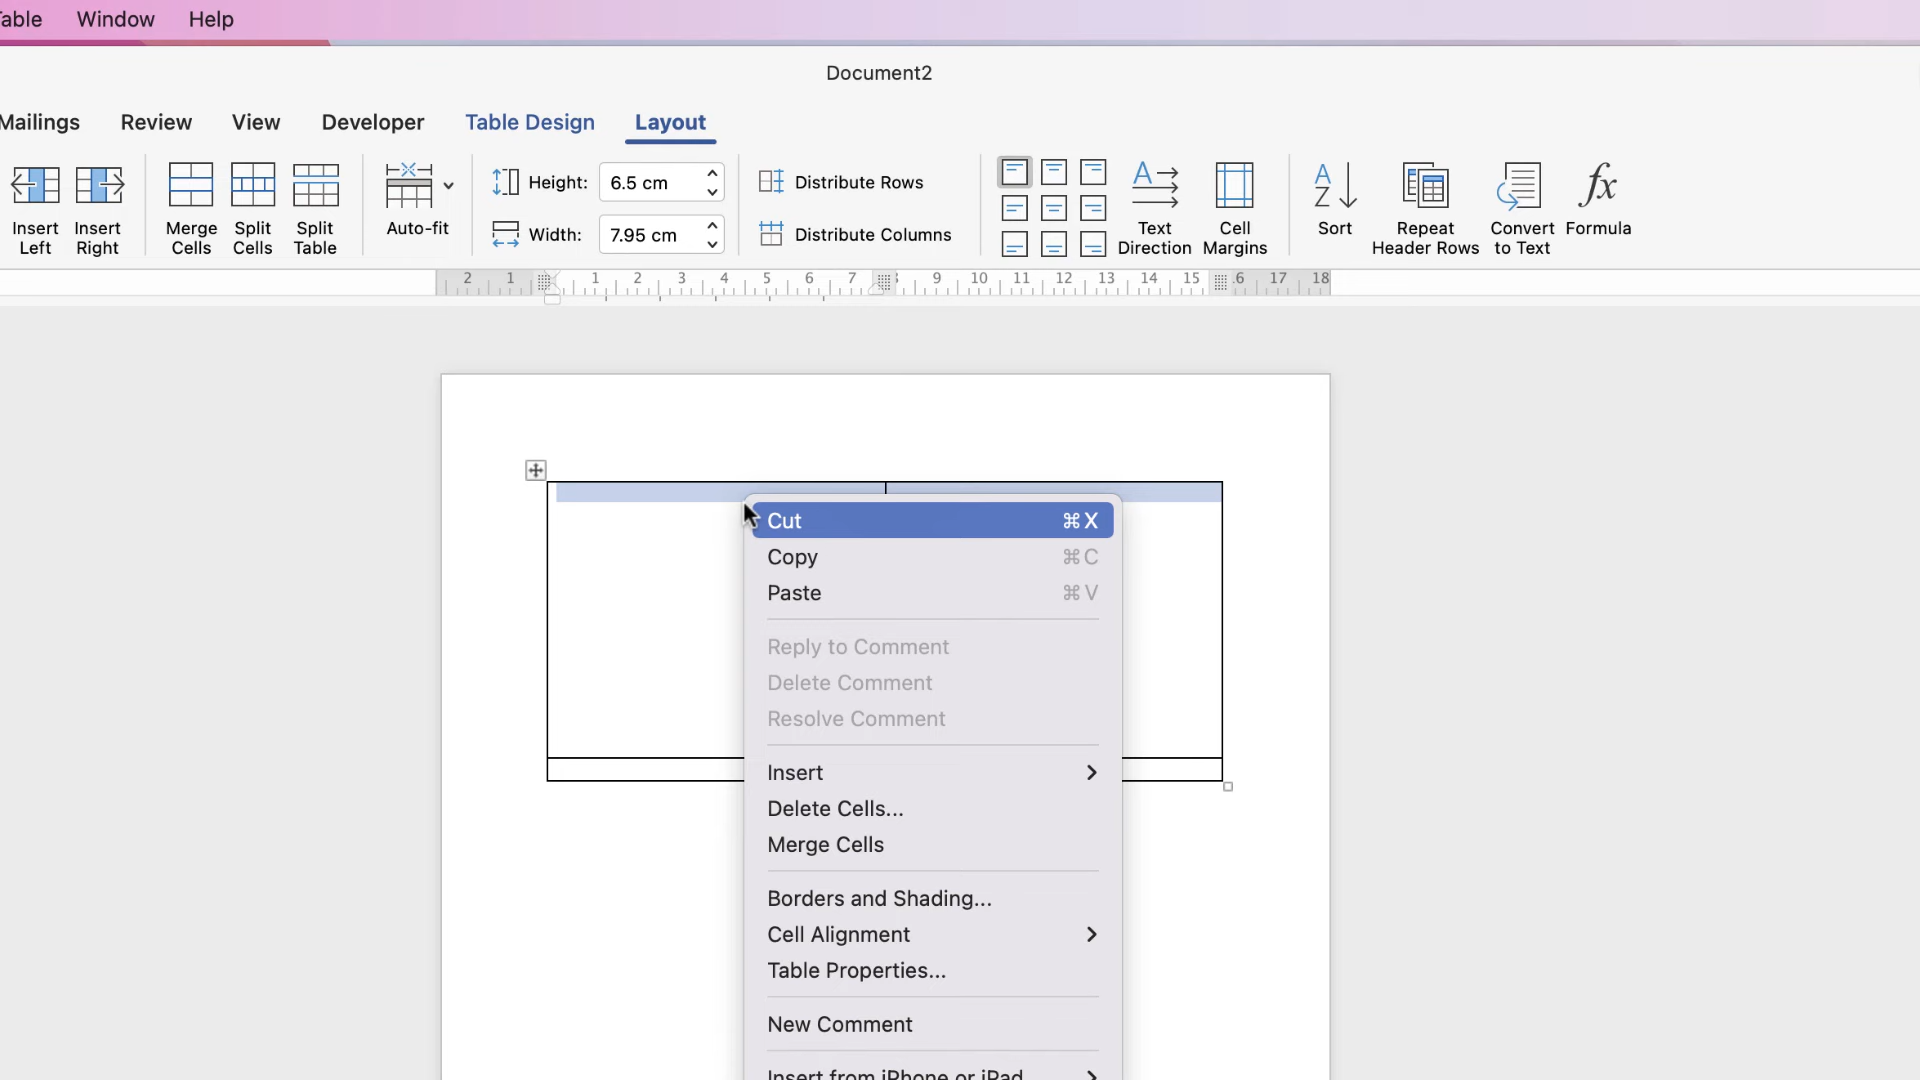 Table Window Help
Document2
Mailings Review View Developer Table Design Layout
Height: 6.5 cm Distribute Rows
Width: 7.95 cm Distribute Columns
Insert Left Insert Right Merge Cells Split Cells Split Table Auto-fit Text Direction Cell Margins A Z Sort Repeat Header Rows Convert to Text fx Formula
2 1 1 2 3 4 5 6 7 8 9 10 11 12 13 14 15 16 17 18
Cut ⌘X
Copy ⌘C
Paste ⌘V
Reply to Comment
Delete Comment
Resolve Comment
Insert
Delete Cells...
Merge Cells
Borders and Shading...
Cell Alignment
Table Properties...
New Comment
Insert from iPhone or iPad